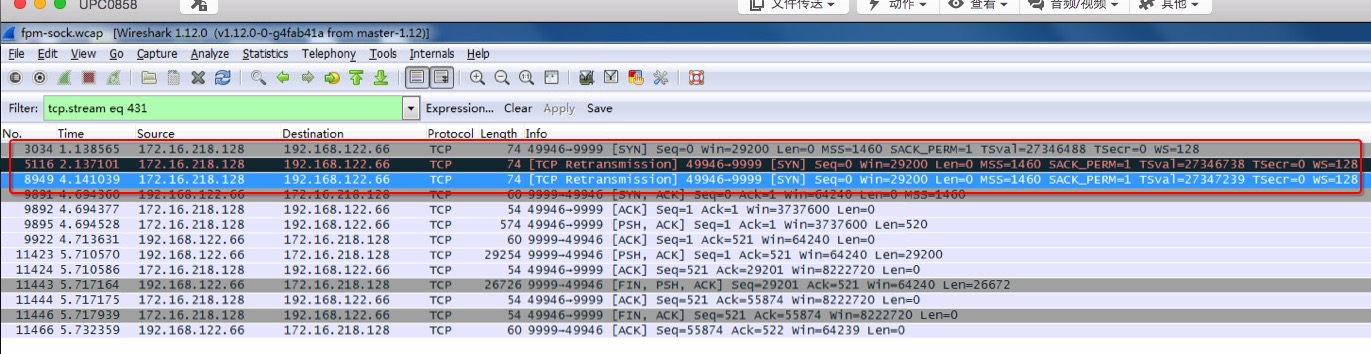 UPC0858
文件传送 动作 查看 音频/视频 其他
fpm-sock.wcap [Wireshark 1.12.0 (v1.12.0-0-g4fab41a from master-1.12)]
File Edit View Go Capture Analyze Statistics Telephony Tools Internals Help
Filter: tcp.stream eq 431 Expression... Clear Apply Save
No. Time Source Destination Protocol Length Info
3034 1.138565 172.16.218.128 192.168.122.66 TCP 74 49946→9999 [SYN] Seq=0 Win=29200 Len=0 MSS=1460 SACK_PERM=1 TSval=27346488 TSecr=0 WS=128
5116 2.137101 172.16.218.128 192.168.122.66 TCP 74 [TCP Retransmission] 49946→9999 [SYN] Seq=0 Win=29200 Len=0 MSS=1460 SACK_PERM=1 TSval=27346738 TSecr=0 WS=128
8949 4.141039 172.16.218.128 192.168.122.66 TCP 74 [TCP Retransmission] 49946→9999 [SYN] Seq=0 Win=29200 Len=0 MSS=1460 SACK_PERM=1 TSval=27347239 TSecr=0 WS=128
9891 4.694360 192.168.122.66 172.16.218.128 TCP 60 9999→49946 [SYN, ACK] Seq=0 Ack=1 Win=64240 Len=0 MSS=1460
9892 4.694377 172.16.218.128 192.168.122.66 TCP 54 49946→9999 [ACK] Seq=1 Ack=1 Win=3737600 Len=0
9895 4.694528 172.16.218.128 192.168.122.66 TCP 574 49946→9999 [PSH, ACK] Seq=1 Ack=1 Win=3737600 Len=520
9922 4.713631 192.168.122.66 172.16.218.128 TCP 60 9999→49946 [ACK] Seq=1 Ack=521 Win=64240 Len=0
11423 5.710570 192.168.122.66 172.16.218.128 TCP 29254 9999→49946 [PSH, ACK] Seq=1 Ack=521 Win=64240 Len=29200
11424 5.710586 172.16.218.128 192.168.122.66 TCP 54 49946→9999 [ACK] Seq=521 Ack=29201 Win=8222720 Len=0
11443 5.717164 192.168.122.66 172.16.218.128 TCP 26726 9999→49946 [FIN, PSH, ACK] Seq=29201 Ack=521 Win=64240 Len=26672
11444 5.717175 172.16.218.128 192.168.122.66 TCP 54 49946→9999 [ACK] Seq=521 Ack=55874 Win=8222720 Len=0
11446 5.717939 172.16.218.128 192.168.122.66 TCP 54 49946→9999 [FIN, ACK] Seq=521 Ack=55874 Win=8222720 Len=0
11466 5.732359 192.168.122.66 172.16.218.128 TCP 60 9999→49946 [ACK] Seq=55874 Ack=522 Win=64239 Len=0